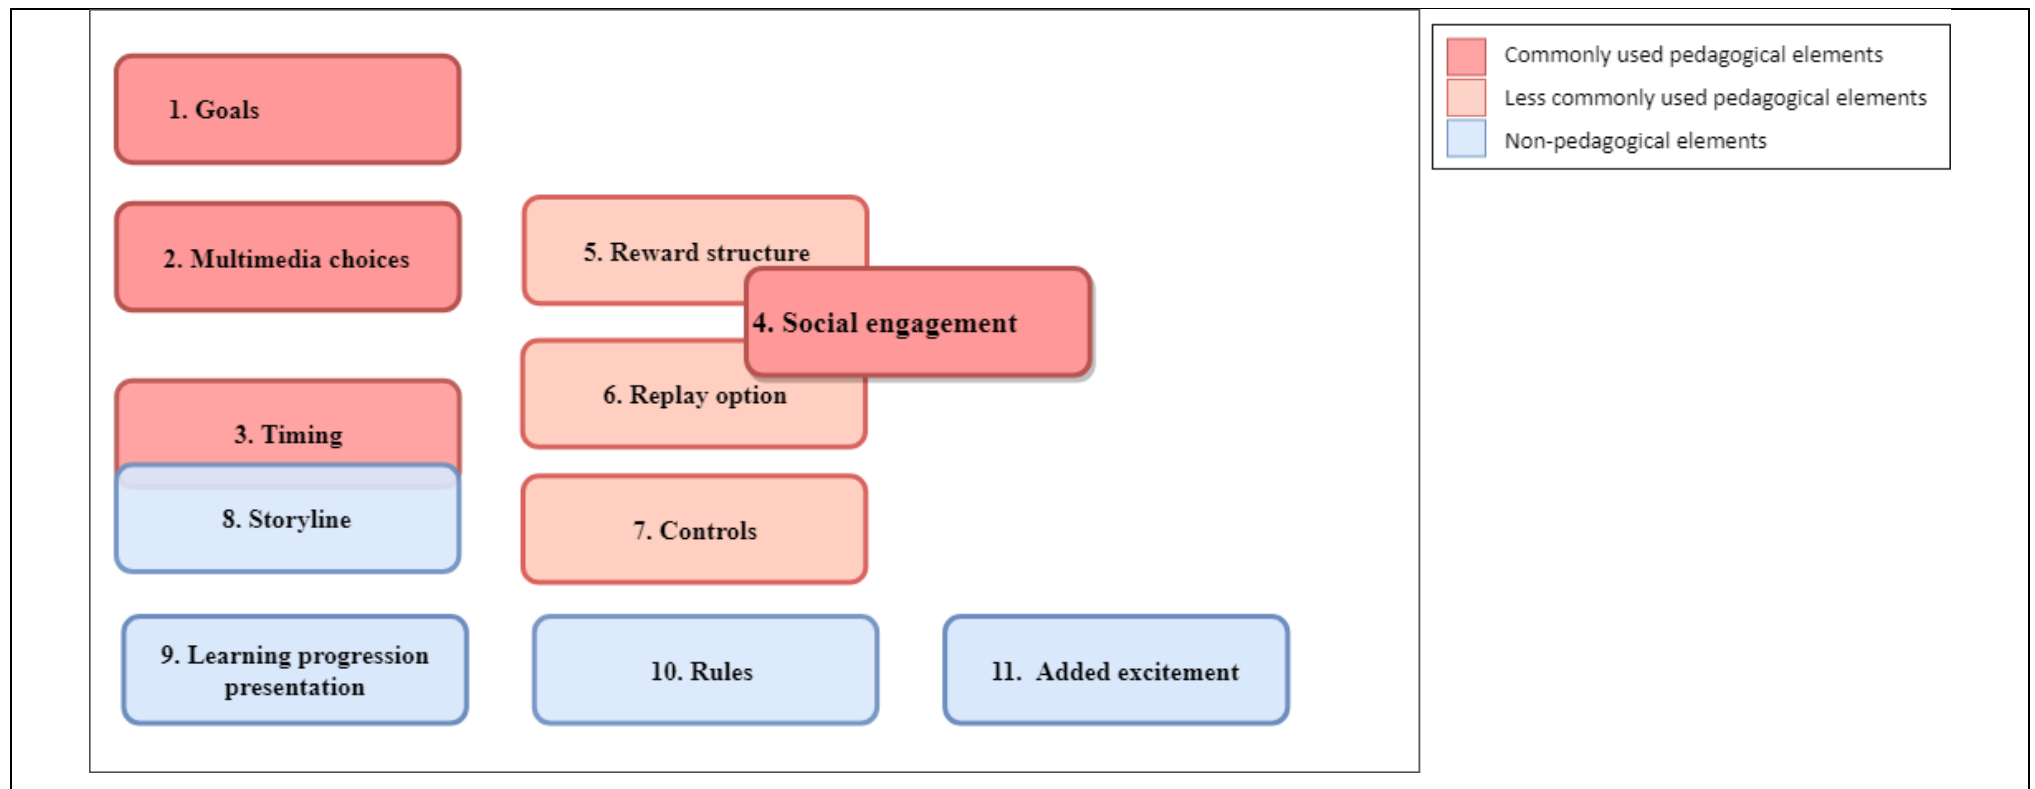 1. Goals
2. Multimedia choices
3. Timing
8. Storyline
5. Reward structure
4. Social engagement
6. Replay option
7. Controls
9. Learning progression
presentation
10. Rules
11. Added excitement
Commonly used pedagogical elements
Less commonly used pedagogical elements
Non-pedagogical elements